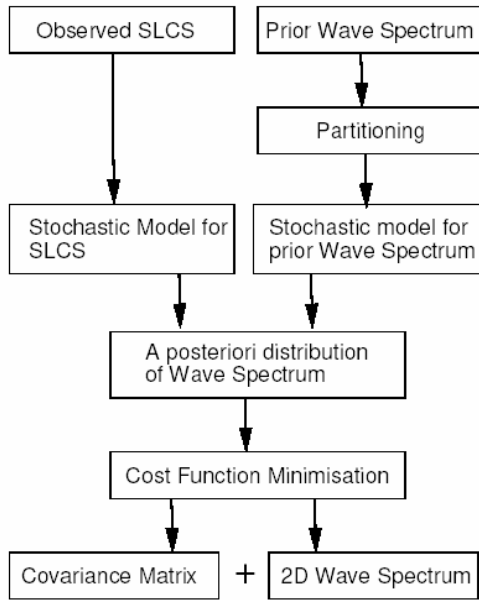 Observed SLCS
Prior Wave Spectrum
Partitioning
Stochastic Model for
SLCS
Stochastic model for
prior Wave Spectrum
A posteriori distribution
of Wave Spectrum
Cost Function Minimisation
Covariance Matrix
+
2D Wave Spectrum